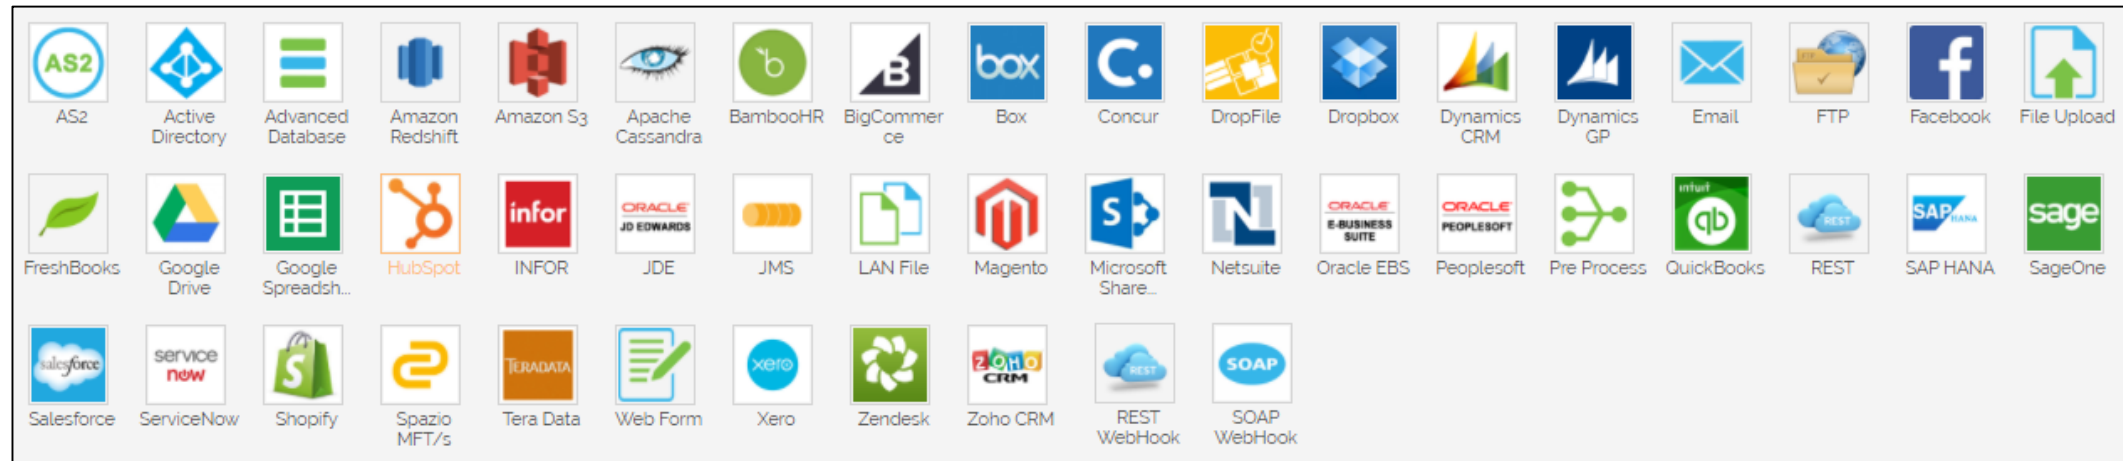 AS2
box
C.
B
f
AS2
Active
Directory
Advanced
Database
Amazon
Redshift
Amazon S3
Apache
Cassandra
BambooHR
BigCommer
ce
Box
Concur
DropFile
Dropbox
Dynamics
CRM
Dynamics
GP
Email
FTP
Facebook
File Upload
infor
ORACLE
JD EDWARDS
S
N
ORACLE
E-BUSINESS
SUITE
ORACLE
PEOPLESOFT
intuit
qb
REST
SAP HANA
sage
FreshBooks
Google
Drive
Google
Spreadsh...
HubSpot
INFOR
JDE
JMS
LAN File
Magento
Microsoft
Share...
Netsuite
Oracle EBS
Peoplesoft
Pre Process
QuickBooks
REST
SAP HANA
SageOne
salesforce
service
now
S
TERADATA
xero
ZOHO
CRM
REST
SOAP
Salesforce
ServiceNow
Shopify
Spazio
MFT/s
Tera Data
Web Form
Xero
Zendesk
Zoho CRM
REST
WebHook
SOAP
WebHook